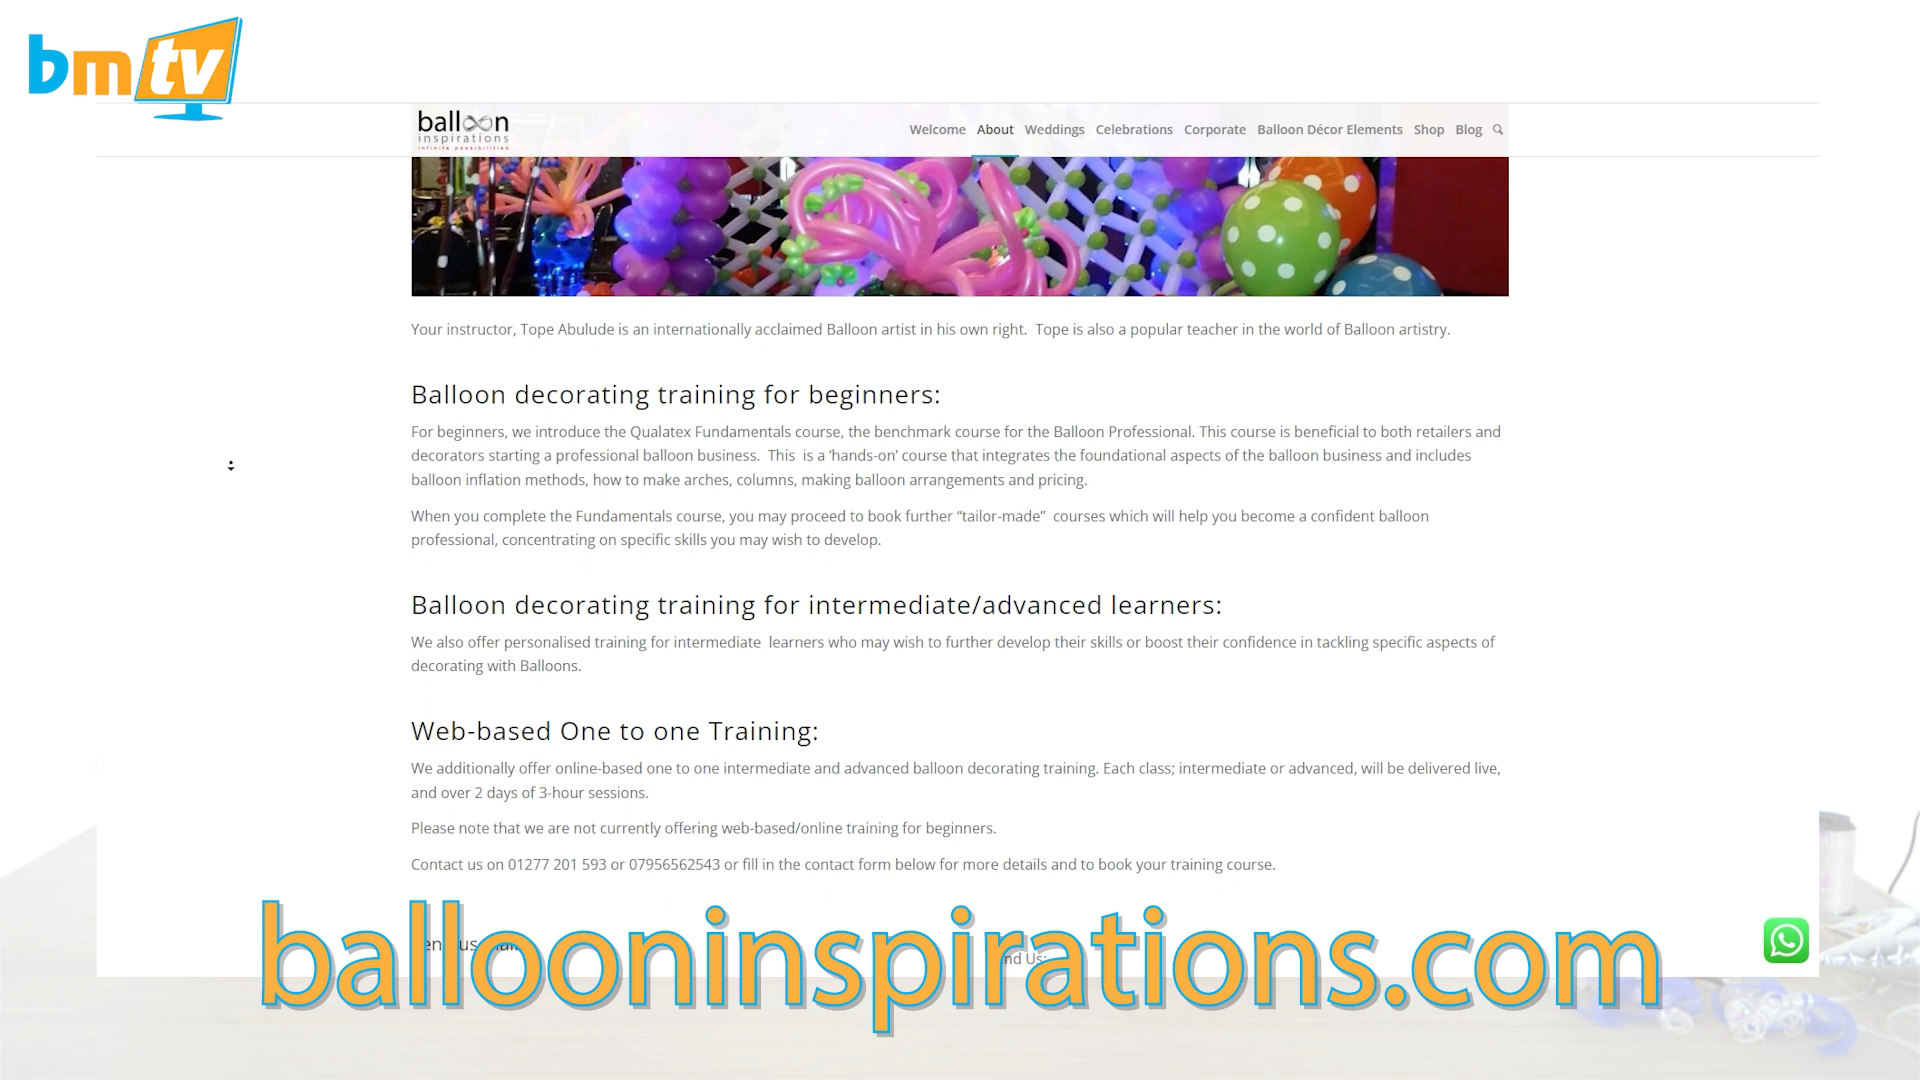 bmtv
balloon
inspirations
infinite possibilities
Welcome About Weddings Celebrations Corporate Balloon Décor Elements Shop Blog
Your instructor, Tope Abulude is an internationally acclaimed Balloon artist in his own right. Tope is also a popular teacher in the world of Balloon artistry.
Balloon decorating training for beginners:
For beginners, we introduce the Qualatex Fundamentals course, the benchmark course for the Balloon Professional. This course is beneficial to both retailers and
decorators starting a professional balloon business. This is a ‘hands-on’ course that integrates the foundational aspects of the balloon business and includes
balloon inflation methods, how to make arches, columns, making balloon arrangements and pricing.
When you complete the Fundamentals course, you may proceed to book further “tailor-made” courses which will help you become a confident balloon
professional, concentrating on specific skills you may wish to develop.
Balloon decorating training for intermediate/advanced learners:
We also offer personalised training for intermediate learners who may wish to further develop their skills or boost their confidence in tackling specific aspects of
decorating with Balloons.
Web-based One to one Training:
We additionally offer online-based one to one intermediate and advanced balloon decorating training. Each class; intermediate or advanced, will be delivered live,
and over 2 days of 3-hour sessions.
Please note that we are not currently offering web-based/online training for beginners.
Contact us on 01277 201 593 or 07956562543 or fill in the contact form below for more details and to book your training course.
Us:
ballooninspirations.com